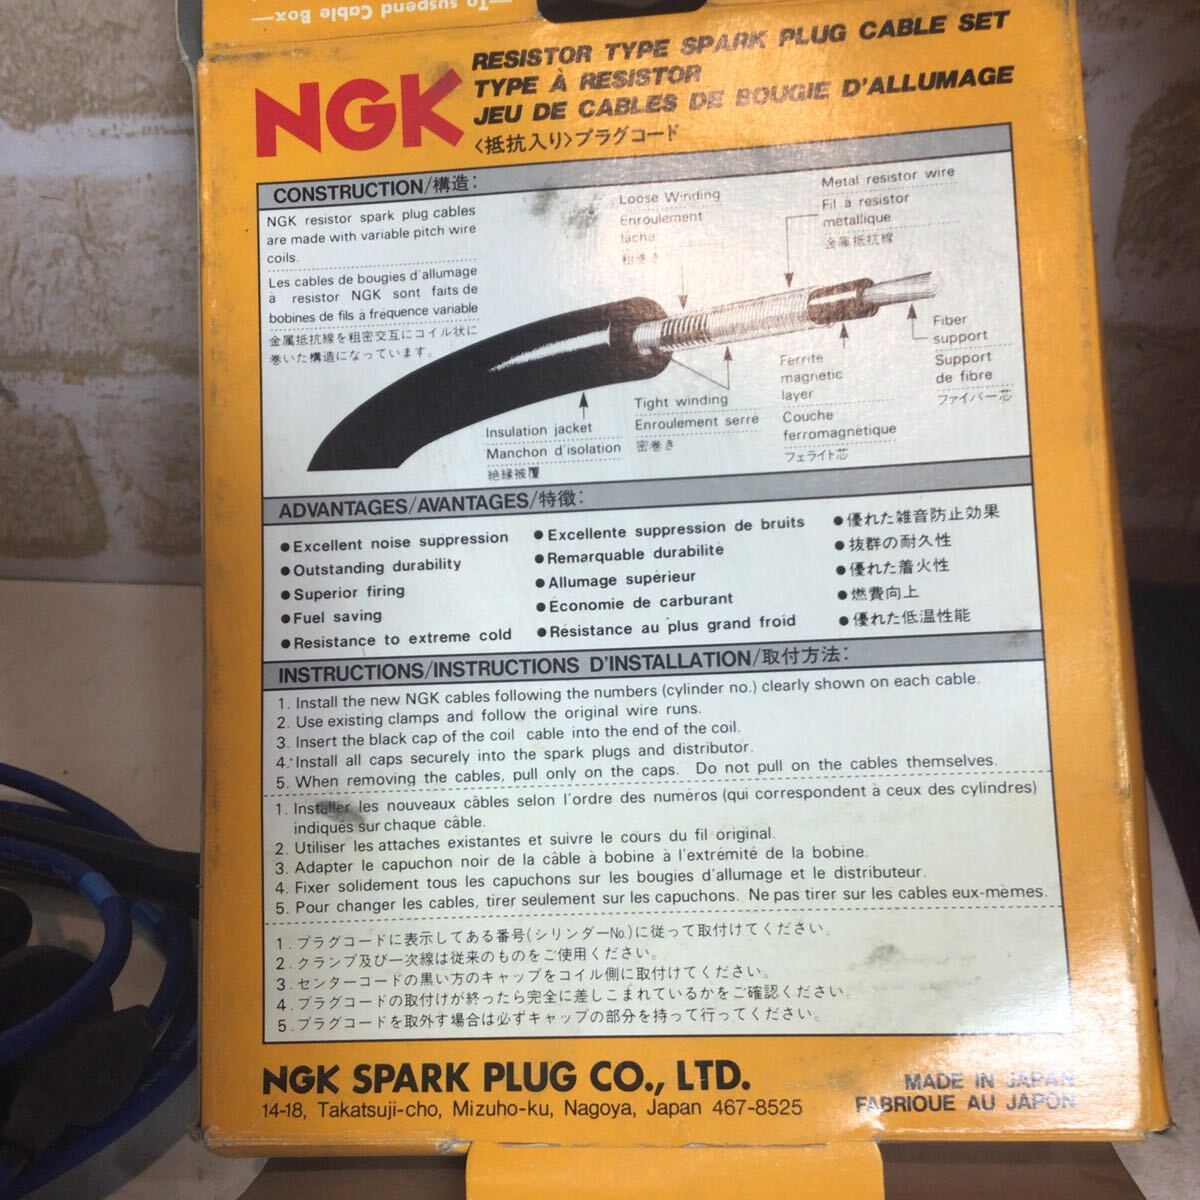 —To suspend Cable Box—
NGK
RESISTOR TYPE SPARK PLUG CABLE SET
TYPE À RESISTOR
JEU DE CABLES DE BOUGIE D'ALLUMAGE
〈抵抗入り〉プラグコード
CONSTRUCTION/構造:
NGK resistor spark plug cables
are made with variable pitch wire
coils.
Les cables de bougies d'allumage
à resistor NGK sont faits de
bobines de fils à frequence variable
金属抵抗線を粗密交互にコイル状に
巻いた構造になっています。
Loose Winding
Enroulement
lâche
粗巻き
Metal resistor wire
Fil à resistor
metallique
金属抵抗線
Fiber
support
Support
de fibre
ファイバー芯
Ferrite
magnetic
layer
Couche
ferromagnetique
フェライト芯
Tight winding
Enroulement serré
密巻き
Insulation jacket
Manchon d'isolation
絶縁被覆
ADVANTAGES/AVANTAGES/特徴:
●Excellent noise suppression
●Outstanding durability
●Superior firing
●Fuel saving
●Resistance to extreme cold
●Excellente suppression de bruits
●Remarquable durabilité
●Allumage supérieur
●Économie de carburant
●Résistance au plus grand froid
●優れた雑音防止効果
●抜群の耐久性
●優れた着火性
●燃費向上
●優れた低温性能
INSTRUCTIONS/INSTRUCTIONS D'INSTALLATION/取付方法:
1. Install the new NGK cables following the numbers (cylinder no.) clearly shown on each cable.
2. Use existing clamps and follow the original wire runs.
3. Insert the black cap of the coil cable into the end of the coil.
4. Install all caps securely into the spark plugs and distributor.
5. When removing the cables, pull only on the caps. Do not pull on the cables themselves.
1. Installer les nouveaux câbles selon l'ordre des numéros (qui correspondent à ceux des cylindres)
indiqués sur chaque câble.
2. Utiliser les attaches existantes et suivre le cours du fil original.
3. Adapter le capuchon noir de la câble à bobine à l'extrémité de la bobine.
4. Fixer solidement tous les capuchons sur les bougies d'allumage et le distributeur.
5. Pour changer les cables, tirer seulement sur les capuchons. Ne pas tirer sur les cables eux-mèmes.
1. プラグコードに表示してある番号(シリンダーNo.)に従って取付けてください。
2. クランプ及び一次線は従来のものをご使用ください。
3. センターコードの黒い方のキャップをコイル側に取付けてください。
4. プラグコードの取付けが終ったら完全に差しこまれているかをご確認ください。
5. プラグコードを取外す場合は必ずキャップの部分を持って行ってください。
NGK SPARK PLUG CO., LTD.
14-18, Takatsuji-cho, Mizuho-ku, Nagoya, Japan 467-8525
MADE IN JAPAN
FABRIQUE AU JAPON